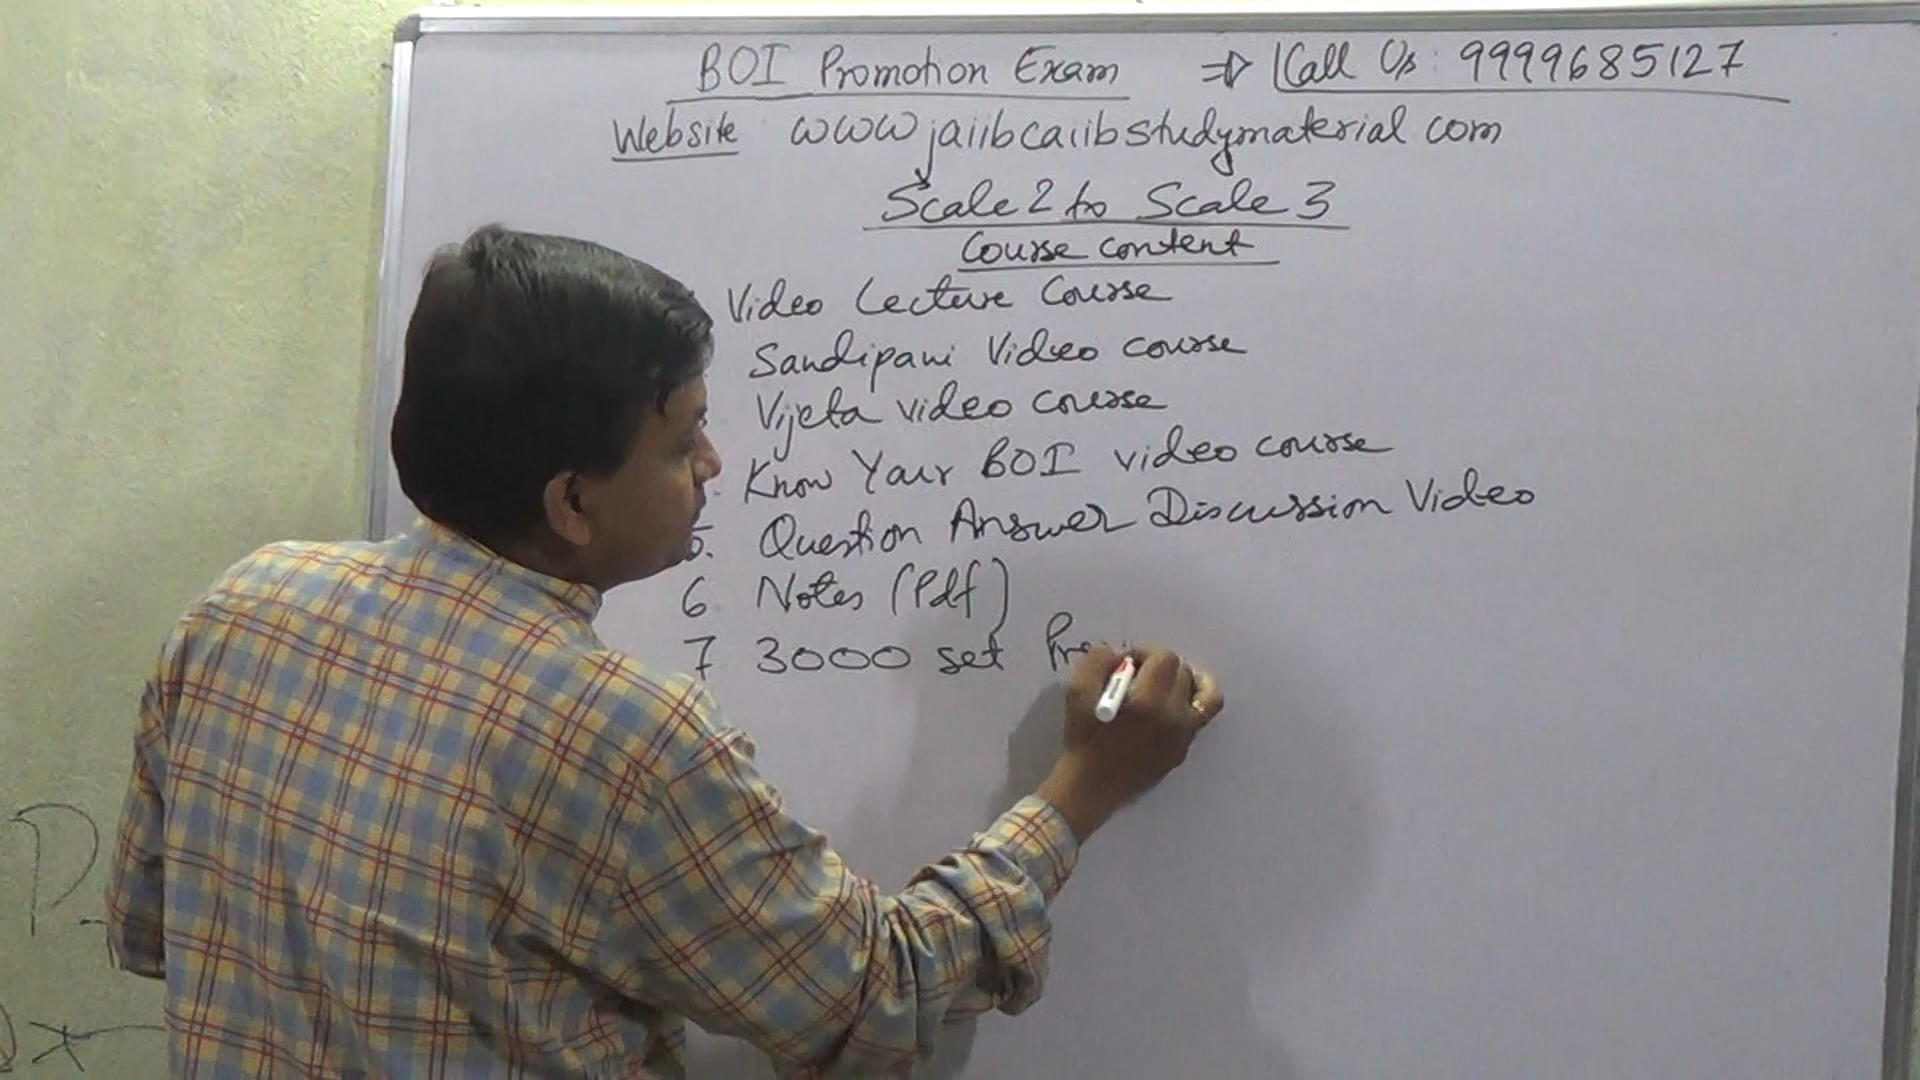 BOI Promotion Exam ⇒ Call Us: 9999685127
Website www jaiibcaiibstudymaterial com
Scale 2 to Scale 3
Course content
Video Lecture Course
Sandipani Video course
Vijeta video course
Know Your BOI video course
5. Question Answer Discussion Video
6 Notes (Pdf)
7 3000 set